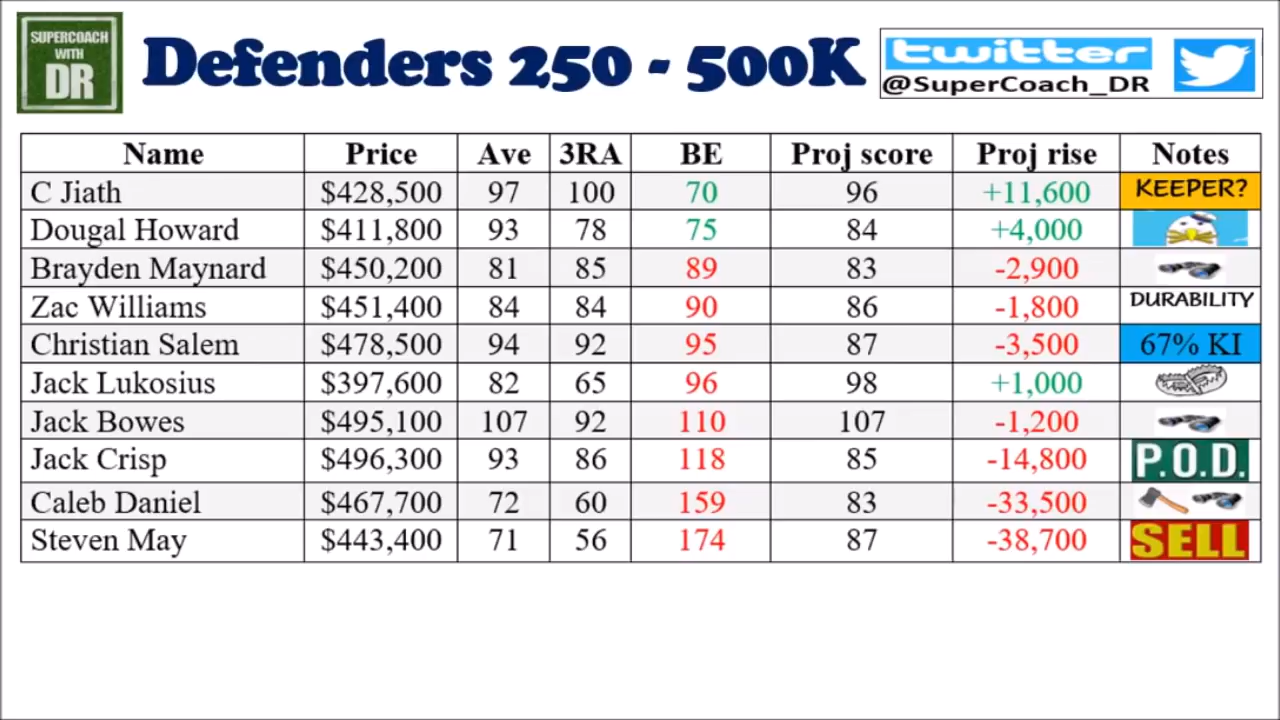 SUPERCOACH
WITH
DR
Defenders 250 - 500K
twitter
@SuperCoach_DR
Name Price Ave 3RA BE Proj score Proj rise Notes
C Jiath $428,500 97 100 70 96 +11,600 KEEPER?
Dougal Howard $411,800 93 78 75 84 +4,000
Brayden Maynard $450,200 81 85 89 83 -2,900
Zac Williams $451,400 84 84 90 86 -1,800 DURABILITY
Christian Salem $478,500 94 92 95 87 -3,500 67% KI
Jack Lukosius $397,600 82 65 96 98 +1,000
Jack Bowes $495,100 107 92 110 107 -1,200
Jack Crisp $496,300 93 86 118 85 -14,800 P.O.D.
Caleb Daniel $467,700 72 60 159 83 -33,500
Steven May $443,400 71 56 174 87 -38,700 SELL